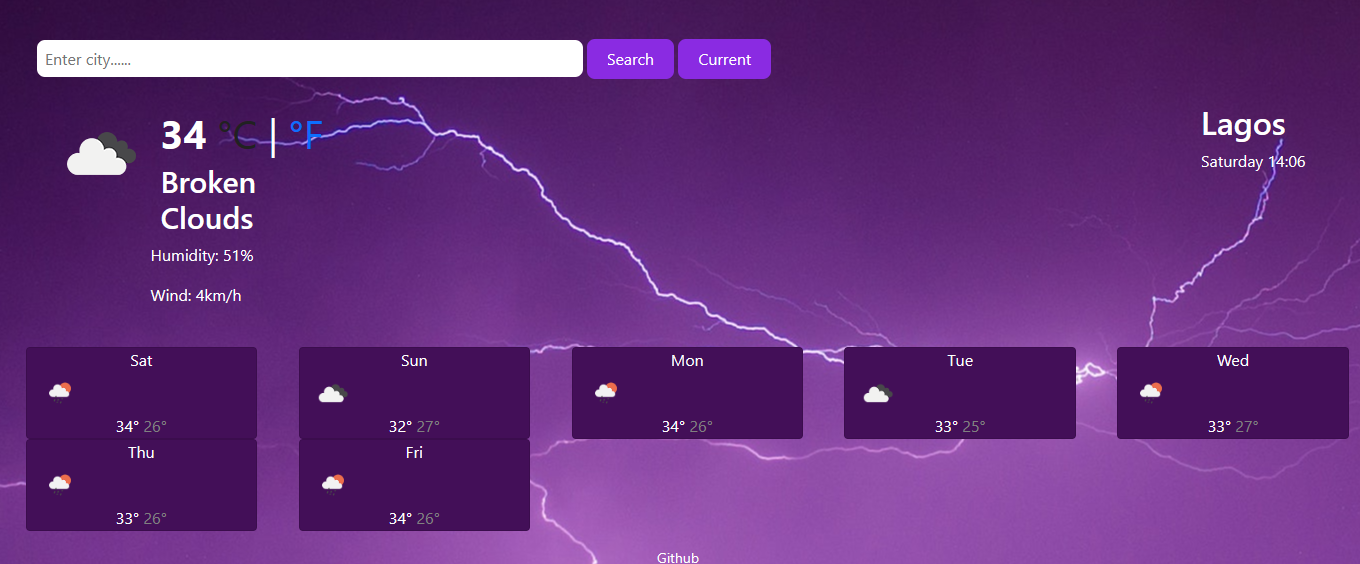 Enter city......
Search
Current
34 °C | °F
Broken
Clouds
Humidity: 51%
Wind: 4km/h
Lagos
Saturday 14:06
Sat
34° 26°
Sun
32° 27°
Mon
34° 26°
Tue
33° 25°
Wed
33° 27°
Thu
33° 26°
Fri
34° 26°
Github